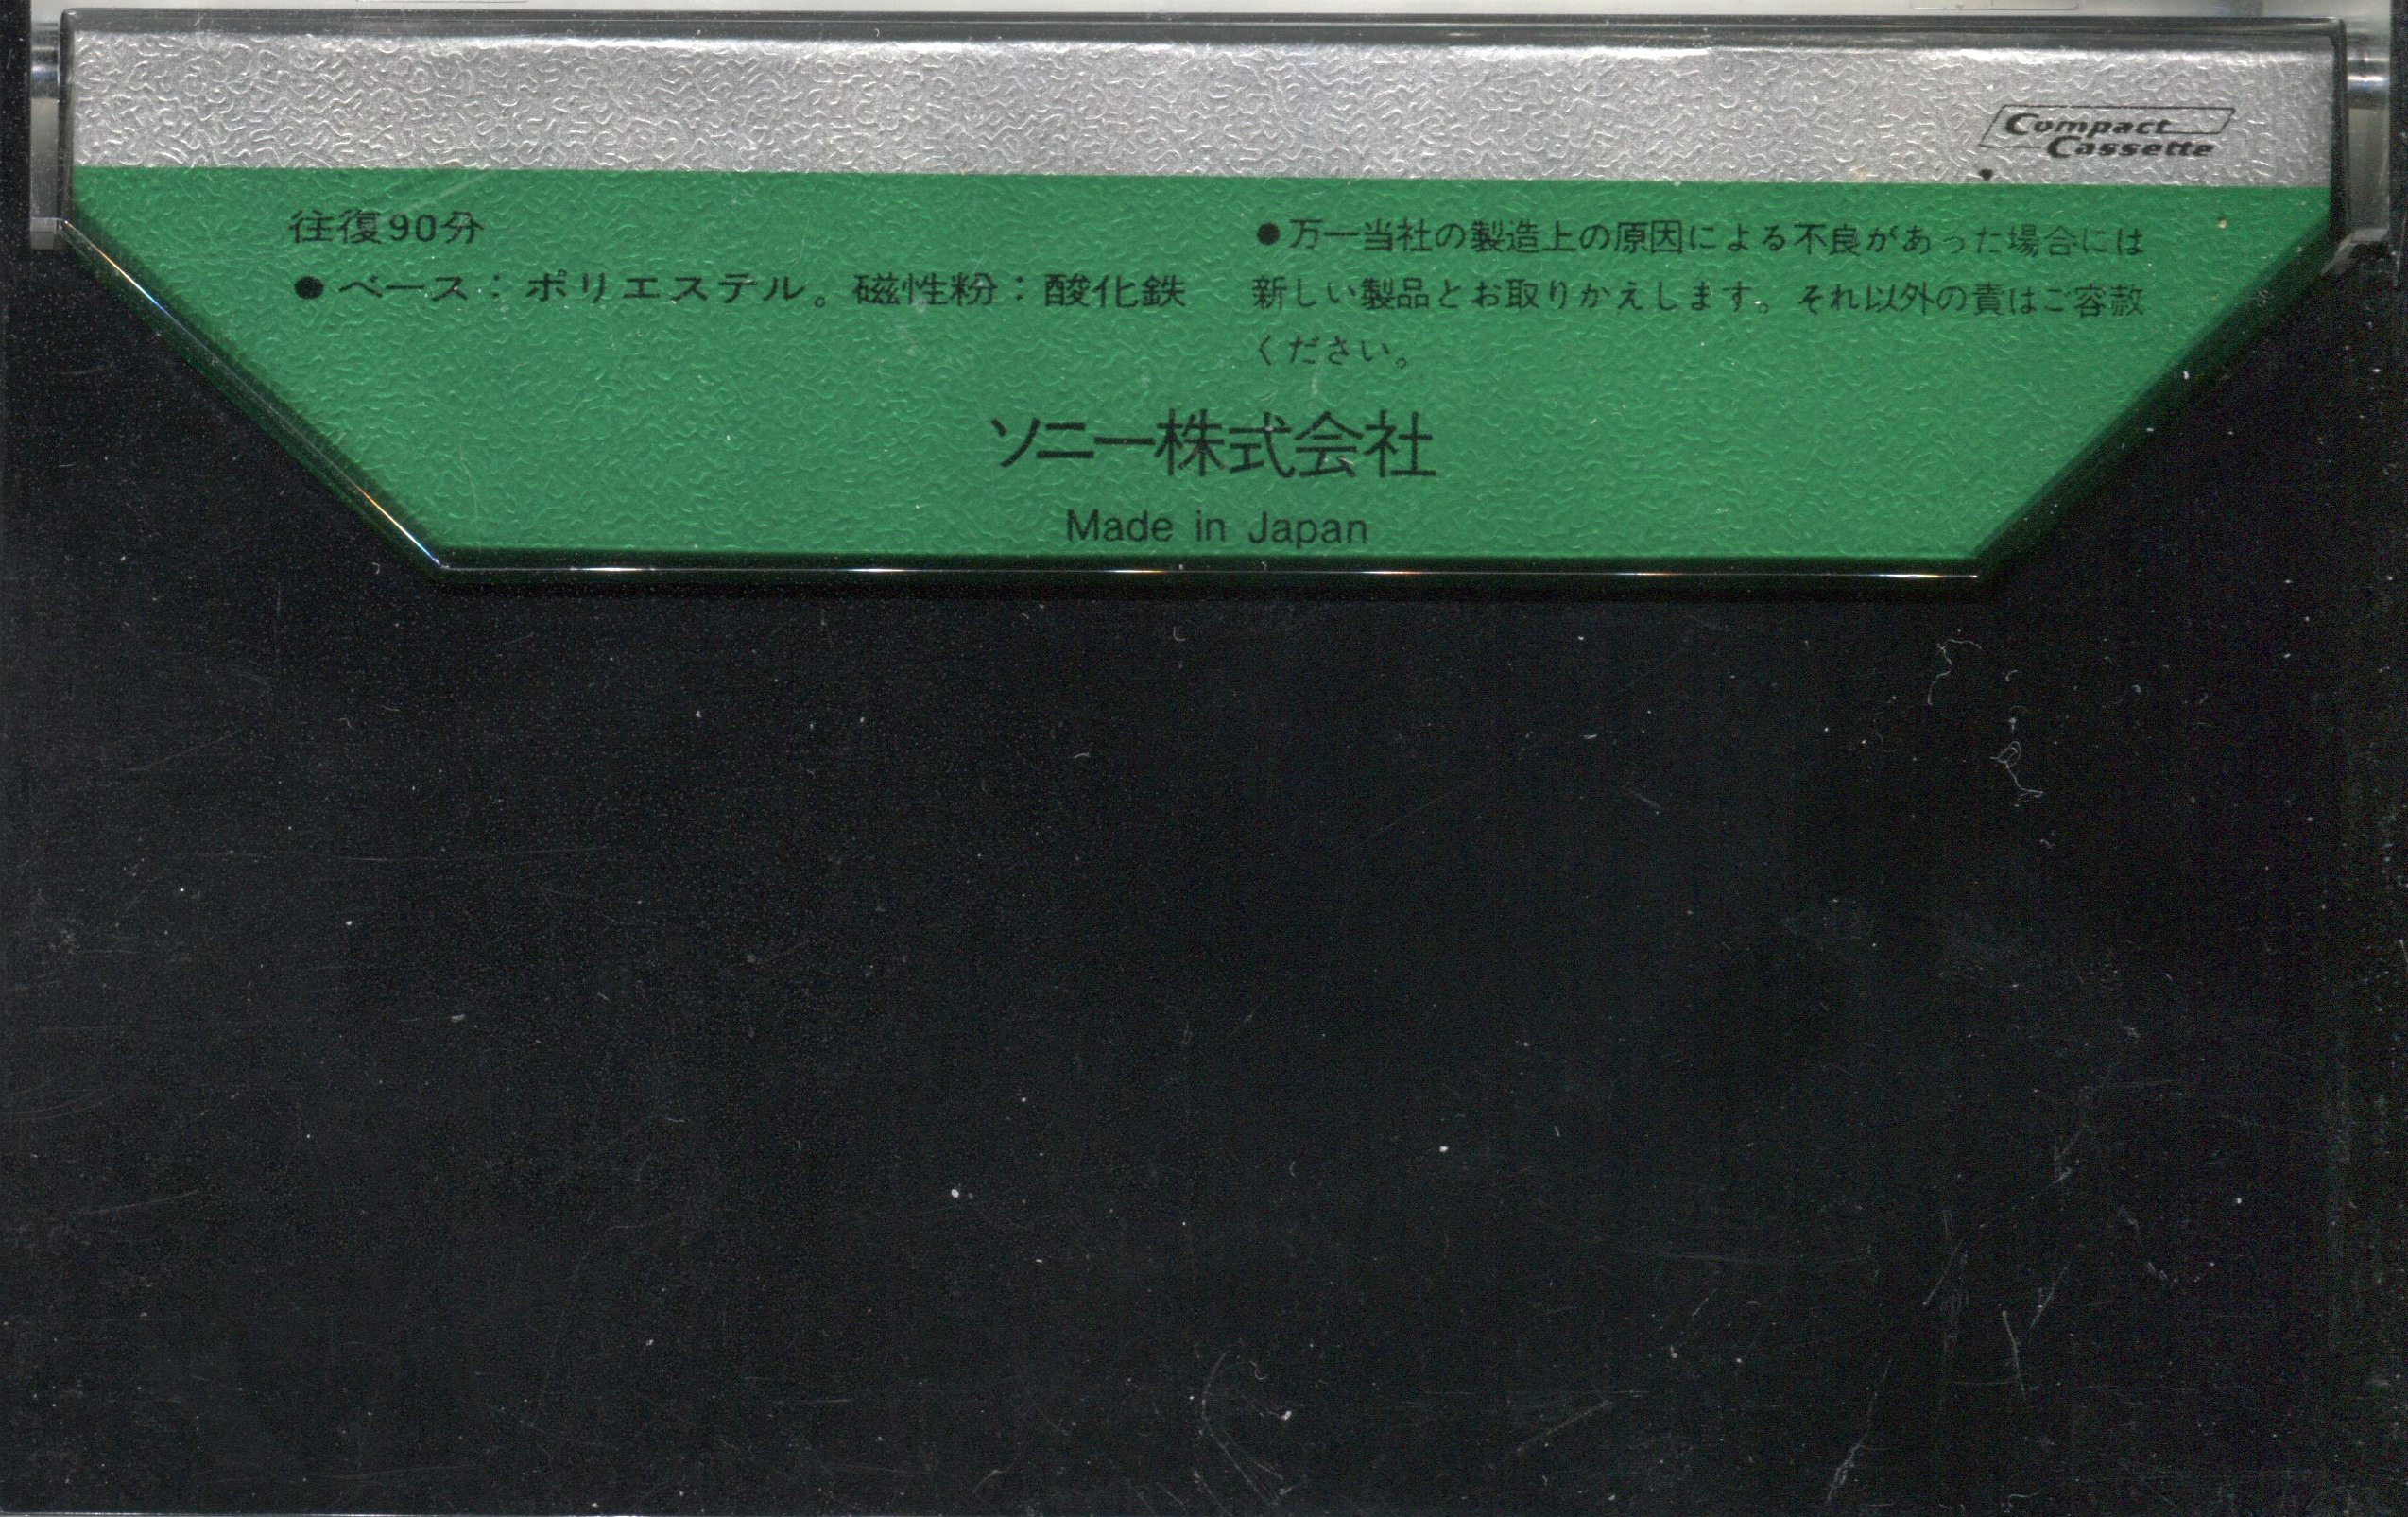 Compact
Cassette
往復90分
●ベース：ポリエステル。磁性粉：酸化鉄
●万一当社の製造上の原因による不良があった場合には
新しい製品とお取りかえします。それ以外の責はご容赦
ください。
ソニー株式会社
Made in Japan